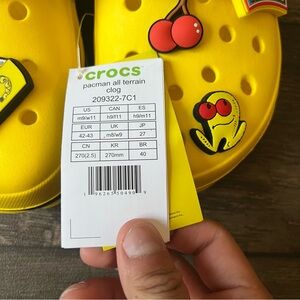 crocs
pacman all terrain
clog
209322-7C1
US CAN ES
m9/w11 h9/f11 h9/m11
EUR UK JP
42-43 m8/w9 27
CN KR BR
270(2.5) 270mm 40
crocs